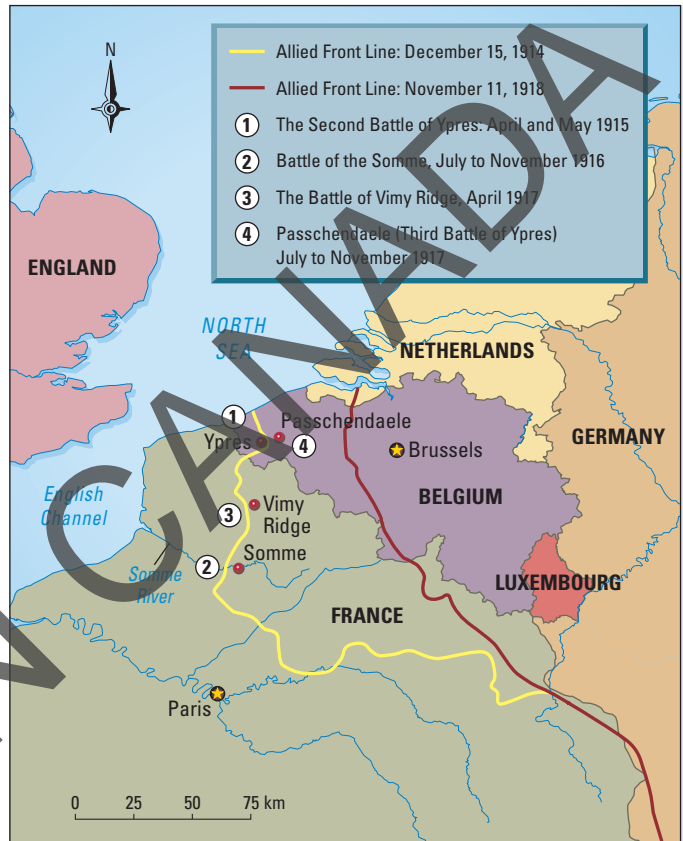 N
Allied Front Line: December 15, 1914
Allied Front Line: November 11, 1918
1 The Second Battle of Ypres: April and May 1915
2 Battle of the Somme, July to November 1916
3 The Battle of Vimy Ridge, April 1917
4 Passchendaele (Third Battle of Ypres)
July to November 1917
ENGLAND
NORTH
SEA
NETHERLANDS
GERMANY
1
Passchendaele
Ypres
4
Brussels
BELGIUM
English
Channel
3
Vimy
Ridge
2
Somme
Somme
River
LUXEMBOURG
FRANCE
Paris
0 25 50 75 km
CANADA